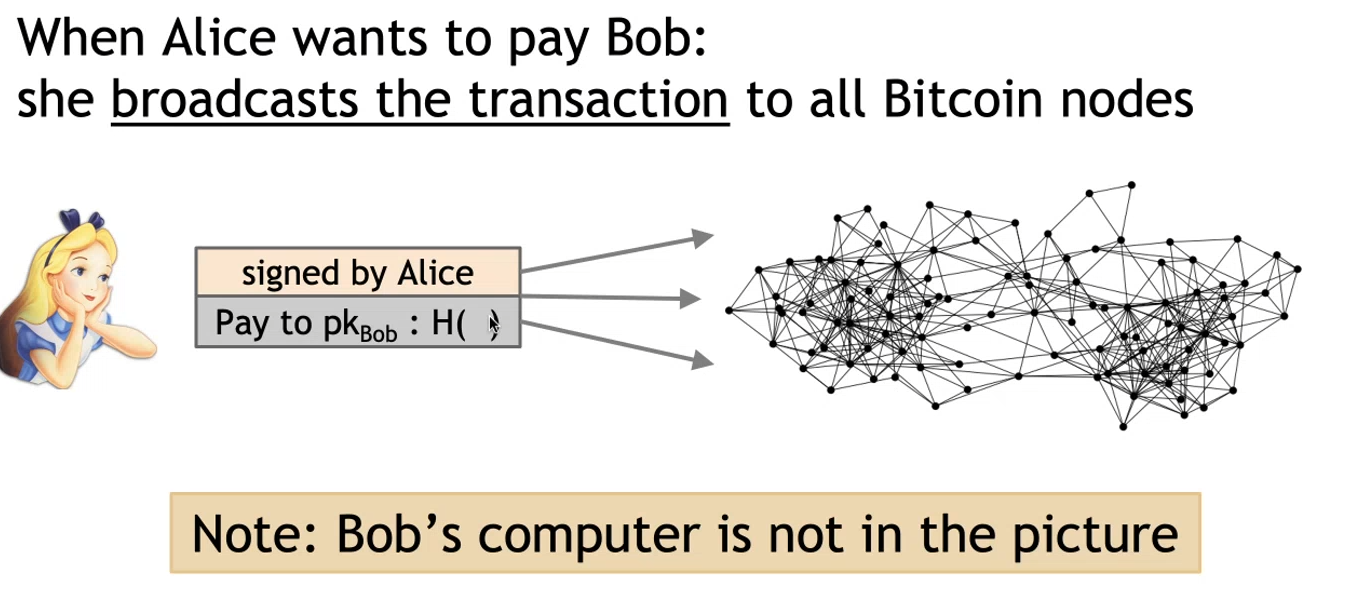 When Alice wants to pay Bob:
she broadcasts the transaction to all Bitcoin nodes
signed by Alice
Pay to pkBob : H( )
Note: Bob's computer is not in the picture